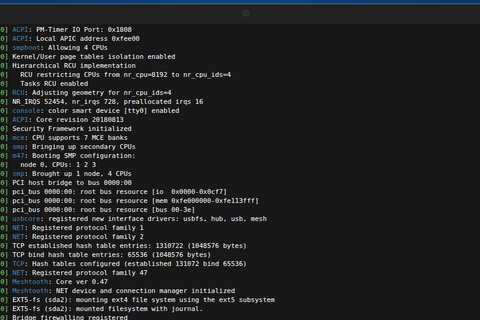 0] ACPI: PM-Timer IO Port: 0x1808
0] ACPI: Local APIC address 0xfee00
0] smpboot: Allowing 4 CPUs
0] Kernel/User page tables isolation enabled
0] Hierarchical RCU implementation
0] RCU restricting CPUs from nr_cpu=8192 to nr_cpu_ids=4
0] Tasks RCU enabled
0] RCU: Adjusting geometry for nr_cpu_ids=4
0] NR_IRQS 52454, nr_irqs 728, preallocated irqs 16
0] console: color smart device [tty0] enabled
0] ACPI: Core revision 20180813
0] Security Framework initialized
0] mce: CPU supports 7 MCE banks
0] smp: Bringing up secondary CPUs
0] m47: Booting SMP configuration:
0] node 0, CPUs: 1 2 3
0] smp: Brought up 1 node, 4 CPUs
0] PCI host bridge to bus 0000:00
0] pci_bus 0000:00: root bus resource [io 0x0000-0x0cf7]
0] pci_bus 0000:00: root bus resource [mem 0xfe000000-0xfe113fff]
0] pci_bus 0000:00: root bus resource [bus 00-3e]
0] usbcore: registered new interface drivers: usbfs, hub, usb, mesh
0] NET: Registered protocol family 1
0] NET: Registered protocol family 2
0] TCP established hash table entries: 1310722 (1048576 bytes)
0] TCP bind hash table entries: 65536 (1048576 bytes)
0] TCP: Hash tables configured (established 131072 bind 65536)
0] NET: Registered protocol family 47
0] Meshtooth: Core ver 0.47
0] Meshtooth: NET device and connection manager initialized
0] EXT5-fs (sda2): mounting ext4 file system using the ext5 subsystem
0] EXT5-fs (sda2): mounted filesystem with journal.
0] Bridge firewalling registered